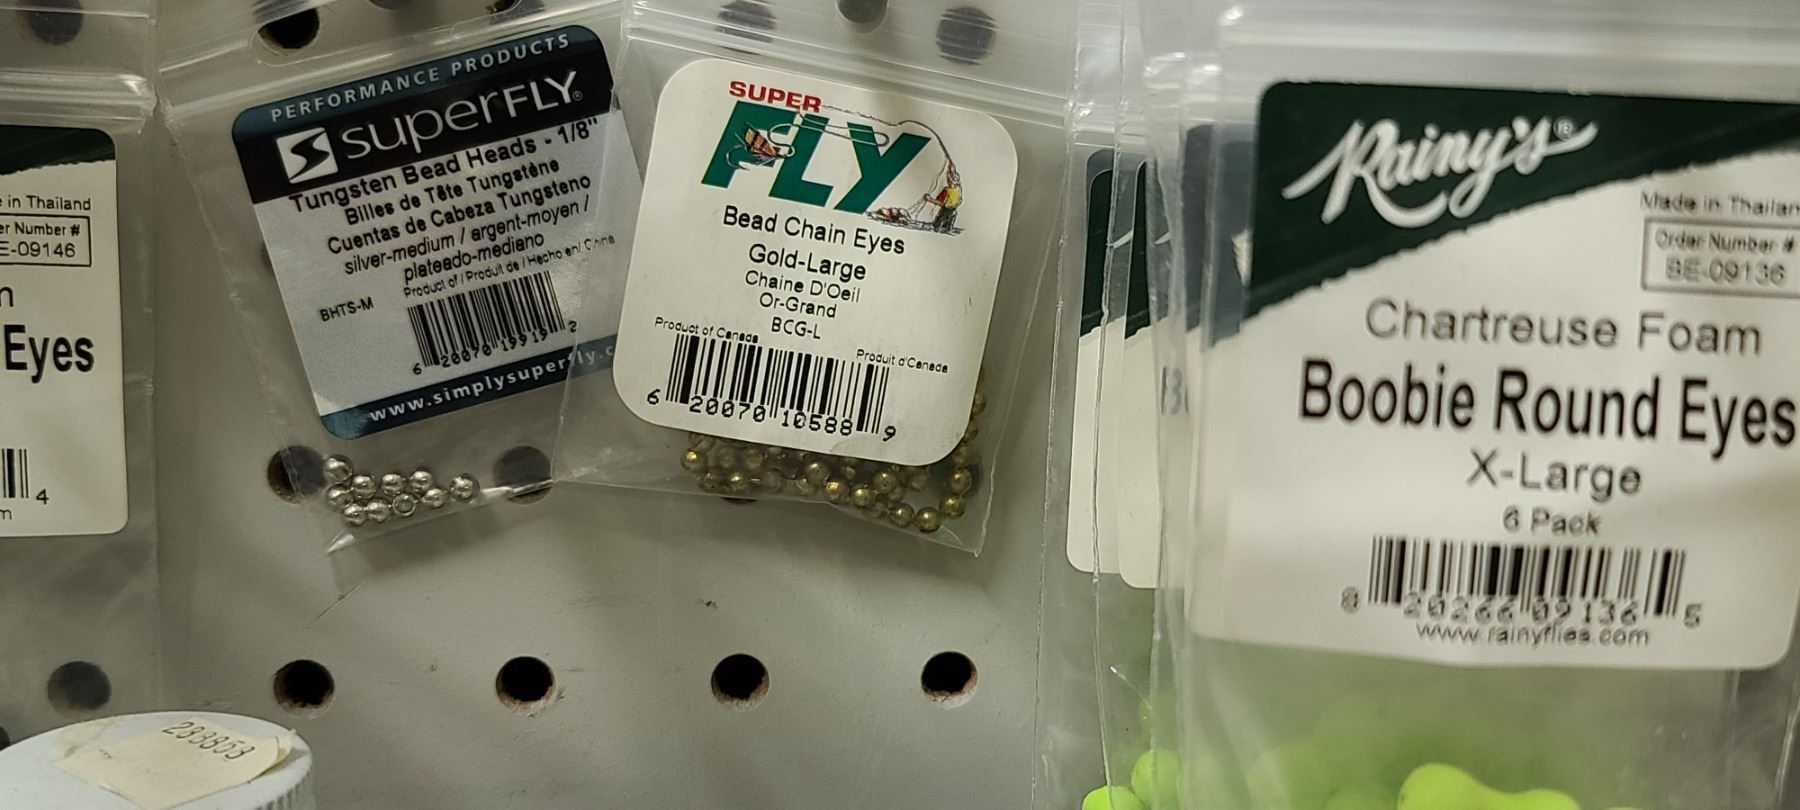 in Thailand
er Number #
E-09146
Eyes
4
PERFORMANCE PRODUCTS
superFLY®
Tungsten Bead Heads - 1/8"
Billes de Tête Tungstène
Cuentas de Cabeza Tungsteno
silver-medium / argent-moyen /
plateado-mediano
Product of / Produit de / Hecho en: China
BHTS-M
6 20070 19919 2
www.simplysuperfly.c
SUPER
FLY
Bead Chain Eyes
Gold-Large
Chaine D'Oeil
Or-Grand
BCG-L
Product of Canada
Produit d'Canada
6 20070 10588 9
Rainy's®
Made in Thailan
Order Number #
BE-09136
Chartreuse Foam
Boobie Round Eyes
X-Large
6 Pack
8 20266 09136 5
www.rainyflies.com
288858